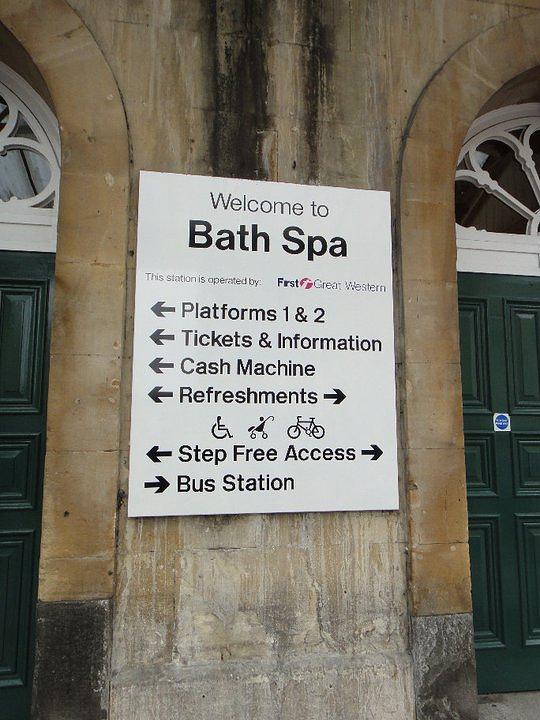 Welcome to
Bath Spa
This station is operated by: First Great Western
← Platforms 1 & 2
← Tickets & Information
← Cash Machine
← Refreshments →
← Step Free Access →
→ Bus Station